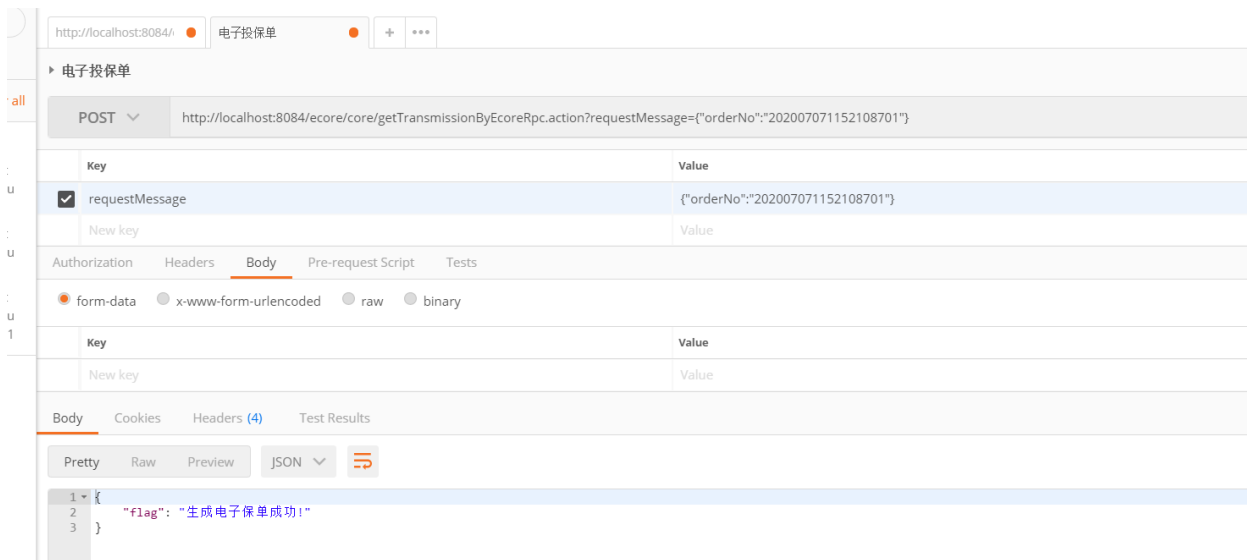 http://localhost:8084/
电子投保单
+
•••
电子投保单
all
POST
http://localhost:8084/ecore/core/getTransmissionByEcoreRpc.action?requestMessage={"orderNo":"202007071152108701"}
Key Value
:
u
requestMessage {"orderNo":"202007071152108701"}
New key Value
:
u
Authorization Headers Body Pre-request Script Tests
:
u
1
form-data x-www-form-urlencoded raw binary
Key Value
New key Value
Body Cookies Headers (4) Test Results
Pretty Raw Preview JSON
1 {
2 "flag": "生成电子保单成功!"
3 }